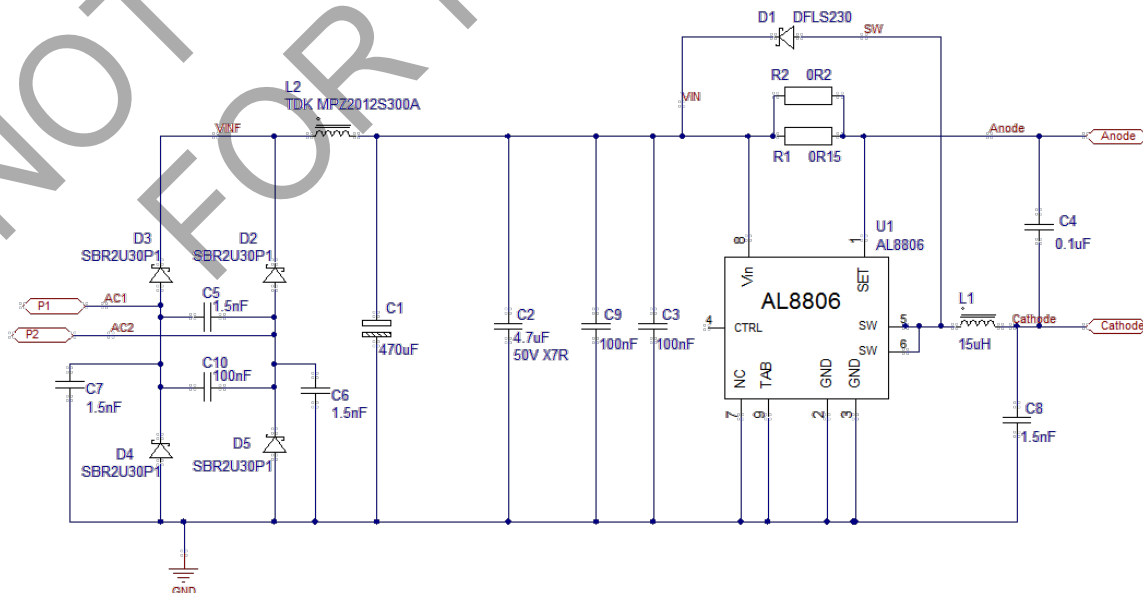 NOT
FOR
D1 DFLS230
SW
R2 0R2
L2
TDK MPZ2012S300A
VIN
VINF
Anode
Anode
R1 0R15
D3
SBR2U30P1
D2
SBR2U30P1
U1
AL8806
8
1
Vin
SET
C4
0.1uF
AL8806
P1
AC1
C5
1.5nF
P2
AC2
C1
470uF
C2
4.7uF
50V X7R
C9
100nF
C3
100nF
4
CTRL
SW
5
SW
6
L1
15uH
Cathode
Cathode
C10
100nF
C7
1.5nF
C6
1.5nF
NC
TAB
GND
GND
7
9
2
3
C8
1.5nF
D4
SBR2U30P1
D5
SBR2U30P1
GND